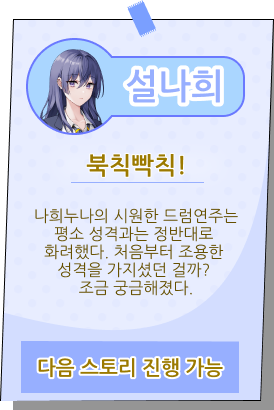 설나희
북칙빡칙!
나희누나의 시원한 드럼연주는
평소 성격과는 정반대로
화려했다. 처음부터 조용한
성격을 가지셨던 걸까?
조금 궁금해졌다.
다음 스토리 진행 가능